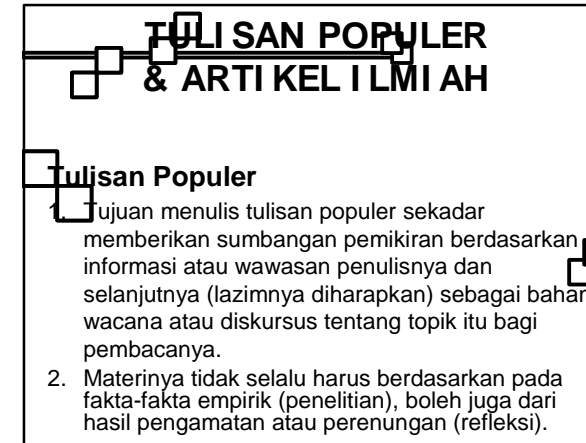 TULISAN POPULER
& ARTIKEL ILMIAH
Tulisan Populer
1. Tujuan menulis tulisan populer sekadar
memberikan sumbangan pemikiran berdasarkan
informasi atau wawasan penulisnya dan
selanjutnya (lazimnya diharapkan) sebagai bahan
wacana atau diskursus tentang topik itu bagi
pembacanya.
2. Materinya tidak selalu harus berdasarkan pada
fakta-fakta empirik (penelitian), boleh juga dari
hasil pengamatan atau perenungan (refleksi).